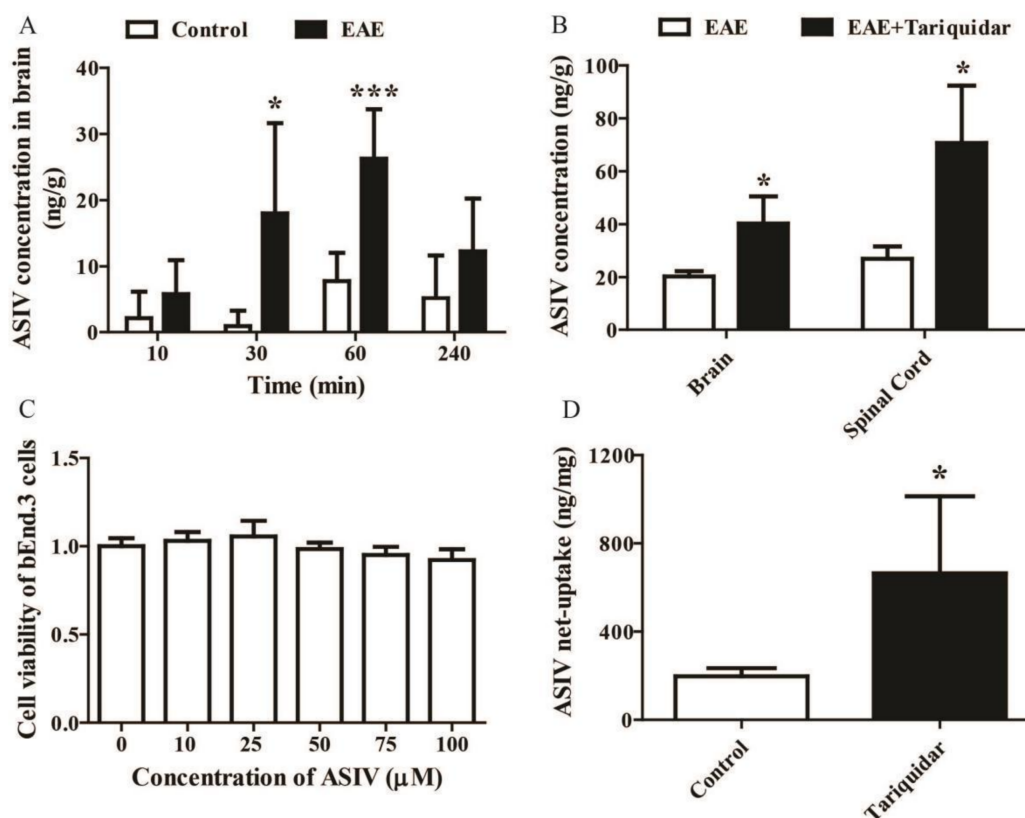 A
Control
EAE
ASIV concentration in brain
(ng/g)
40
30
20
10
0
*
***
10
30
60
240
Time (min)
B
EAE
EAE+Tariquidar
ASIV concentration (ng/g)
100
80
60
40
20
0
*
*
Brain
Spinal Cord
C
Cell viability of bEnd.3 cells
1.5
1.0
0.5
0.0
0
10
25
50
75
100
Concentration of ASIV (μM)
D
ASIV net-uptake (ng/mg)
1200
800
400
0
*
Control
Tariquidar